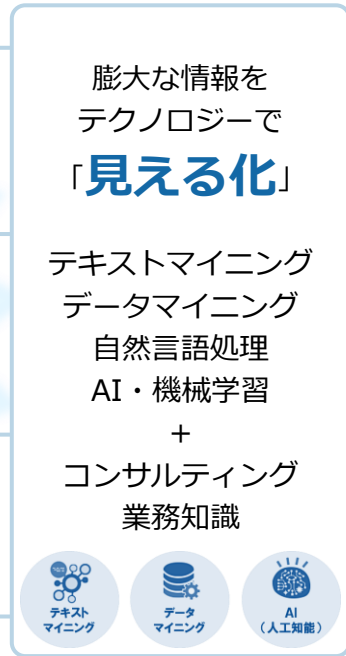 膨大な情報を
テクノロジーで
「見える化」
テキストマイニング
データマイニング
自然言語処理
AI・機械学習
+
コンサルティング
業務知識
テキスト
マイニング
データ
マイニング
AI
(人工知能)